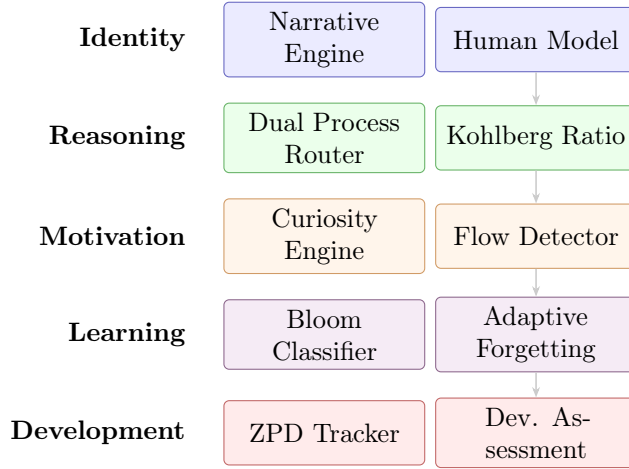 Identity
Narrative
Engine
Human Model
Reasoning
Dual Process
Router
Kohlberg Ratio
Motivation
Curiosity
Engine
Flow Detector
Learning
Bloom
Classifier
Adaptive
Forgetting
Development
ZPD Tracker
Dev. As-
sessment